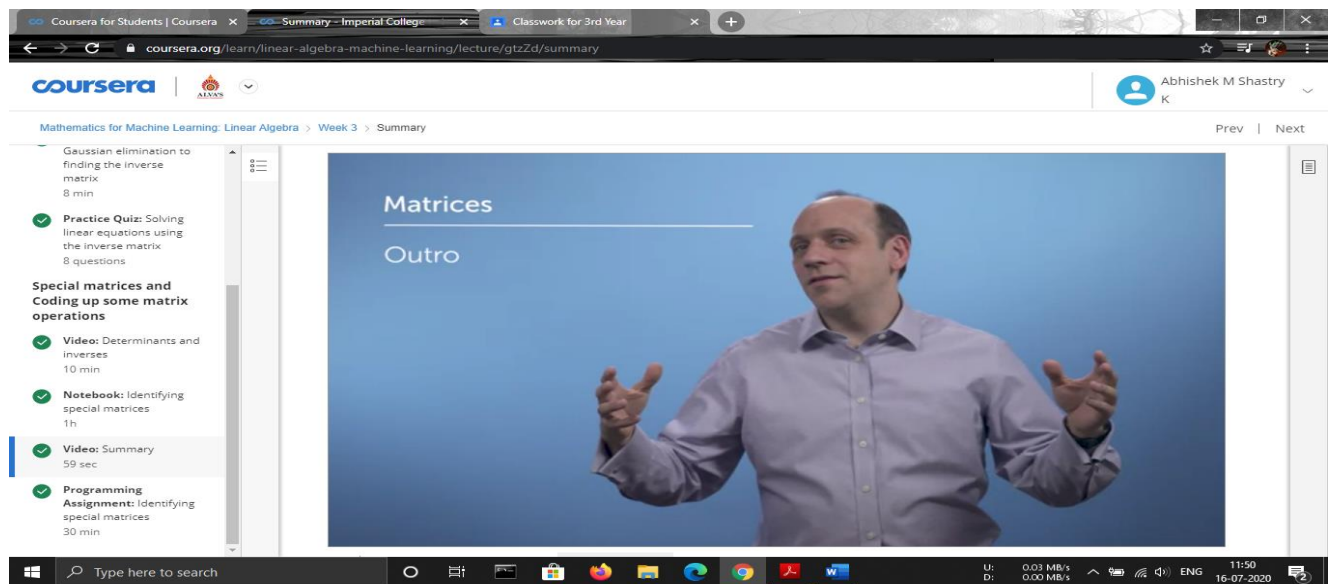 Coursera for Students | Coursera
Summary - Imperial College
Classwork for 3rd Year
coursera.org/learn/linear-algebra-machine-learning/lecture/gtzZd/summary
coursera
ALVA'S
Abhishek M Shastry
K
Mathematics for Machine Learning: Linear Algebra > Week 3 > Summary
Prev | Next
Gaussian elimination to
finding the inverse
matrix
8 min
Practice Quiz: Solving
linear equations using
the inverse matrix
8 questions
Special matrices and
Coding up some matrix
operations
Video: Determinants and
inverses
10 min
Notebook: Identifying
special matrices
1h
Video: Summary
59 sec
Programming
Assignment: Identifying
special matrices
30 min
Matrices
Outro
Type here to search
U: 0.03 MB/s
D: 0.00 MB/s
ENG
11:50
16-07-2020
2